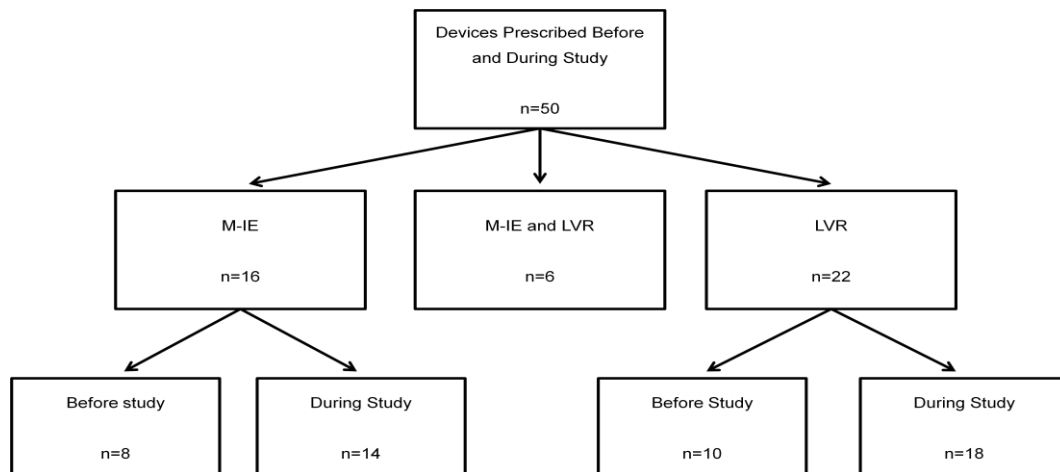 Devices Prescribed Before
and During Study
n=50
M-IE
n=16
M-IE and LVR
n=6
LVR
n=22
Before study
n=8
During Study
n=14
Before Study
n=10
During Study
n=18